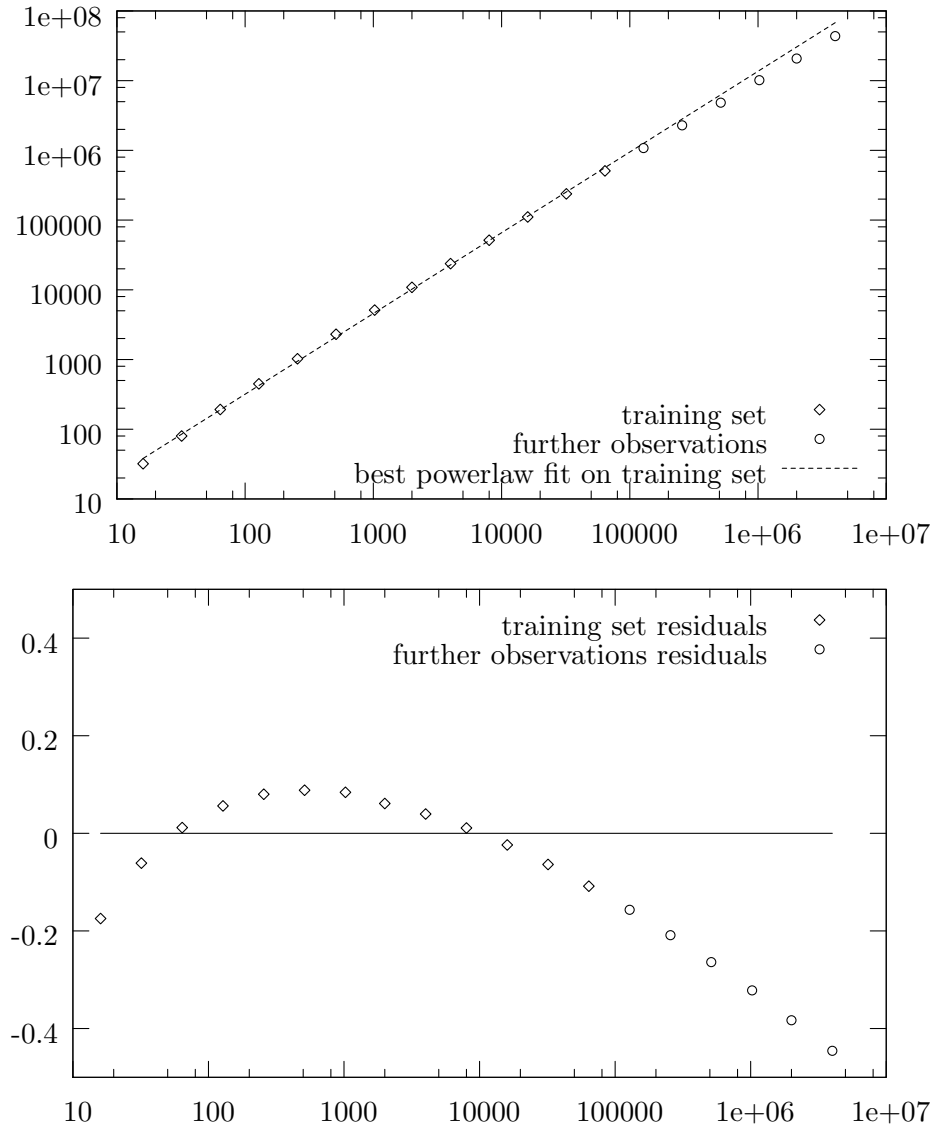 1e+08
1e+07
1e+06
100000
10000
1000
100
10
training set
further observations
best powerlaw fit on training set
10 100 1000 10000 100000 1e+06 1e+07
0.4
0.2
0
-0.2
-0.4
training set residuals
further observations residuals
10 100 1000 10000 100000 1e+06 1e+07